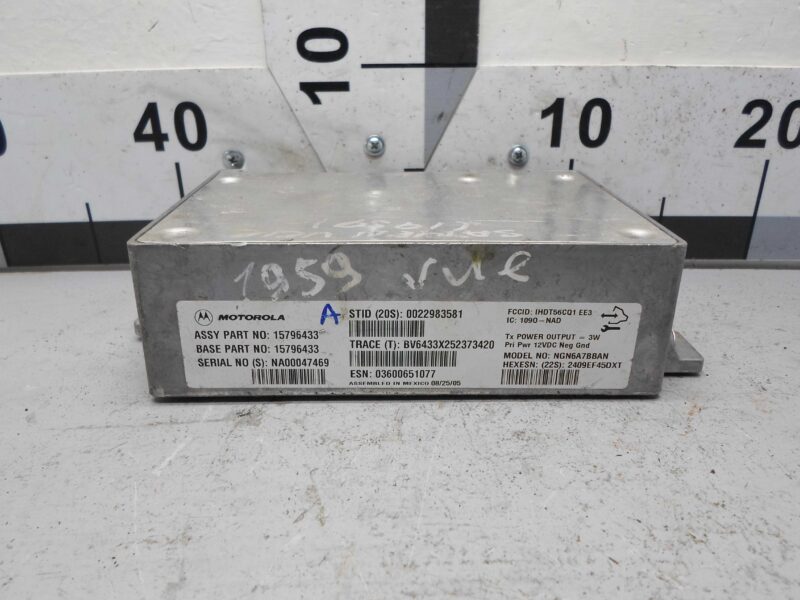 10
40
10
20
1959 vue
MOTOROLA
A
ASSY PART NO: 15796433
BASE PART NO: 15796433
SERIAL NO (S): NA00047469
STID (20S): 0022983581
TRACE (T): BV6433X252373420
ESN: 03600651077
ASSEMBLED IN MEXICO 08/25/05
FCCID: IHDT56CQ1 EE3
IC: 109O-NAD
Tx POWER OUTPUT = 3W
Pri Pwr 12VDC Neg Gnd
MODEL NO: NGN6A78BAN
HEXESN: (22S): 2409EF45DXT